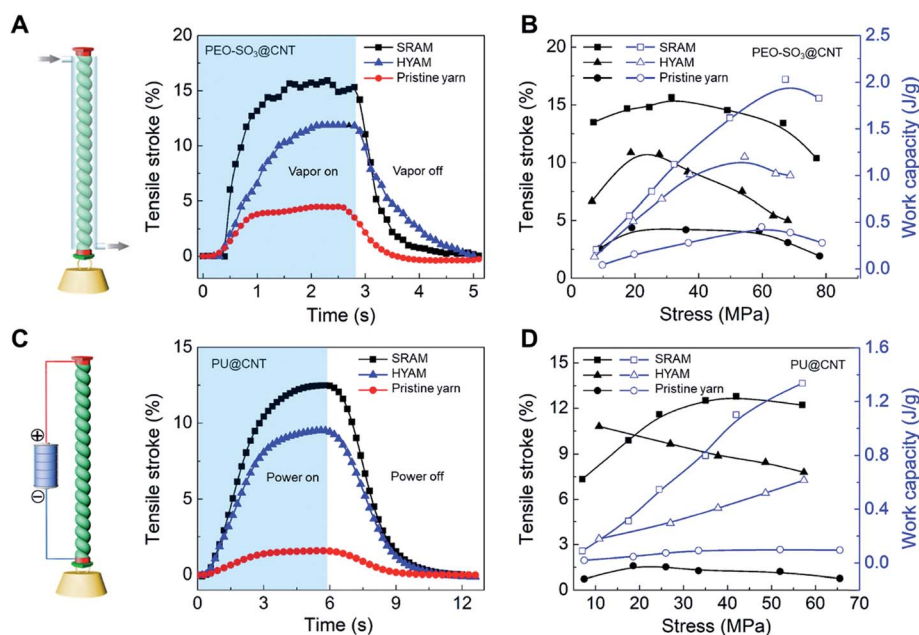 A
20
15
10
5
0
Tensile stroke (%)
PEO-SO₃@CNT
SRAM
HYAM
Pristine yarn
Vapor on
Vapor off
0 1 2 3 4 5
Time (s)
B
20
15
10
5
0
Tensile stroke (%)
PEO-SO₃@CNT
SRAM
HYAM
Pristine yarn
2.5
2.0
1.5
1.0
0.5
0.0
Work capacity (J/g)
0 20 40 60 80
Stress (MPa)
C
+
−
15
10
5
0
Tensile stroke (%)
PU@CNT
SRAM
HYAM
Pristine yarn
Power on
Power off
0 3 6 9 12
Time (s)
D
15
12
9
6
3
0
Tensile stroke (%)
PU@CNT
SRAM
HYAM
Pristine yarn
1.6
1.2
0.8
0.4
0.0
Work capacity (J/g)
10 20 30 40 50 60 70
Stress (MPa)